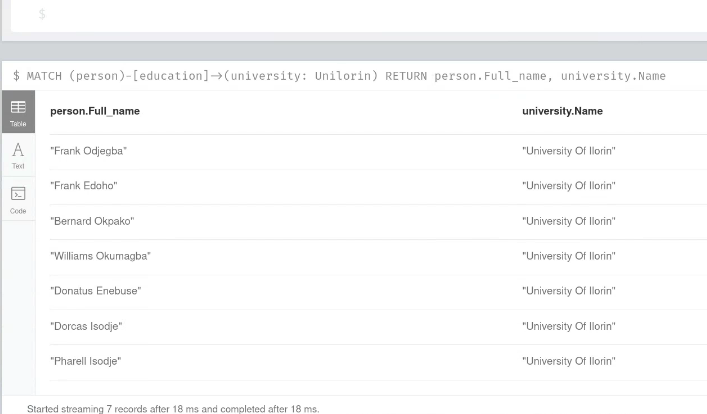 $
$ MATCH (person)-[education]->(university: Unilorin) RETURN person.Full_name, university.Name
Table
Text
Code
person.Full_name university.Name
"Frank Odjegba" "University Of Ilorin"
"Frank Edoho" "University Of Ilorin"
"Bernard Okpako" "University Of Ilorin"
"Williams Okumagba" "University Of Ilorin"
"Donatus Enebuse" "University Of Ilorin"
"Dorcas Isodje" "University Of Ilorin"
"Pharell Isodje" "University Of Ilorin"
Started streaming 7 records after 18 ms and completed after 18 ms.